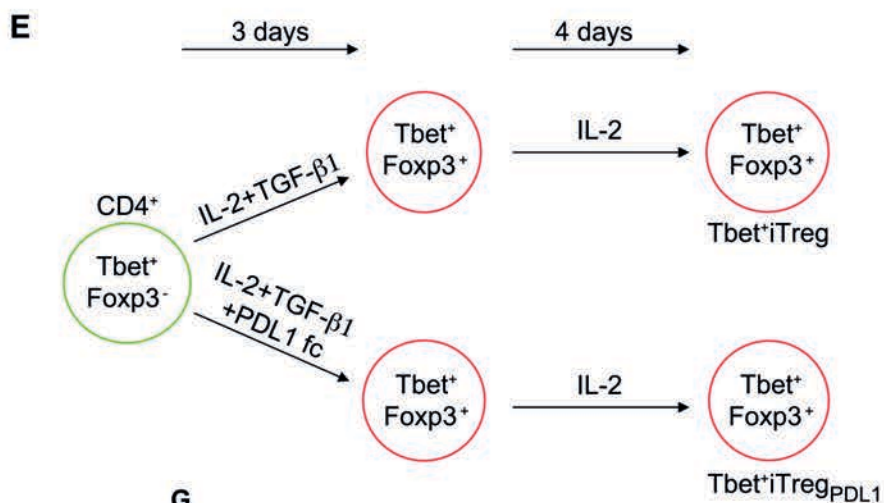 E
3 days
4 days
Tbet⁺
Foxp3⁺
IL-2
Tbet⁺
Foxp3⁺
Tbet⁺iTreg
IL-2+TGF-β1
CD4⁺
Tbet⁺
Foxp3⁻
IL-2+TGF-β1
+PDL1 fc
Tbet⁺
Foxp3⁺
IL-2
Tbet⁺
Foxp3⁺
Tbet⁺iTregPDL1
G